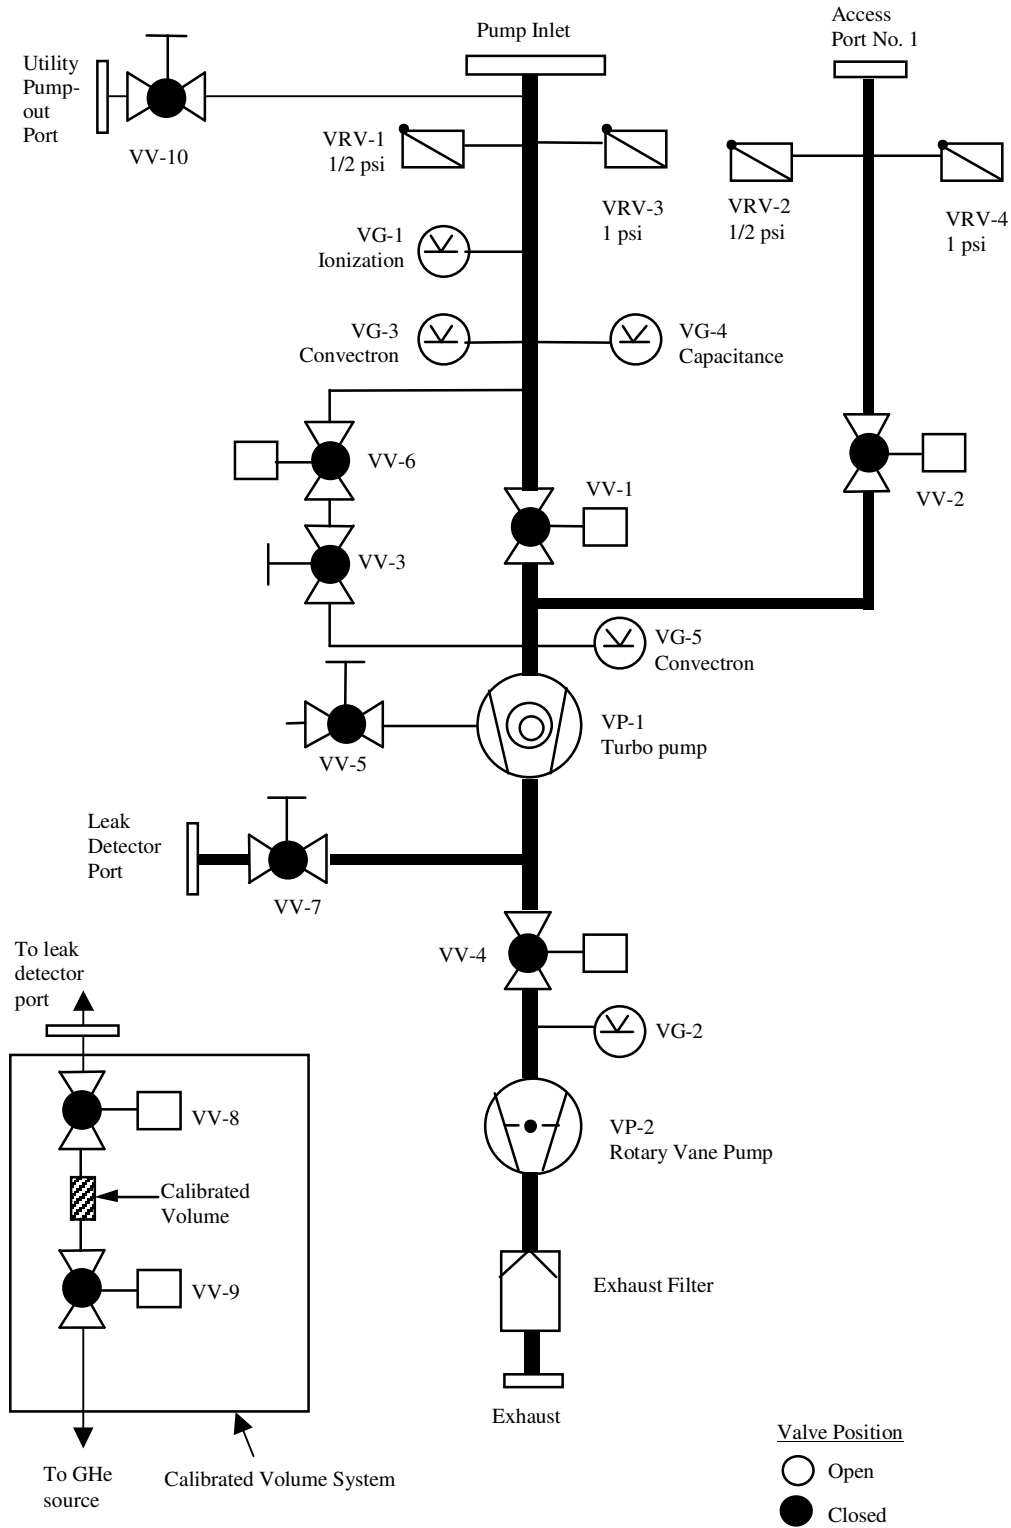 Pump Inlet
Access
Port No. 1
Utility
Pump-
out
Port
VV-10
VRV-1
1/2 psi
VRV-3
1 psi
VRV-2
1/2 psi
VRV-4
1 psi
VG-1
Ionization
VG-3
Convectron
VG-4
Capacitance
VV-6
VV-1
VV-2
VV-3
VG-5
Convectron
VP-1
Turbo pump
VV-5
Leak
Detector
Port
VV-7
To leak
detector
port
VV-4
VG-2
VV-8
VP-2
Rotary Vane Pump
Calibrated
Volume
VV-9
Exhaust Filter
Exhaust
To GHe
source
Calibrated Volume System
Valve Position
Open
Closed